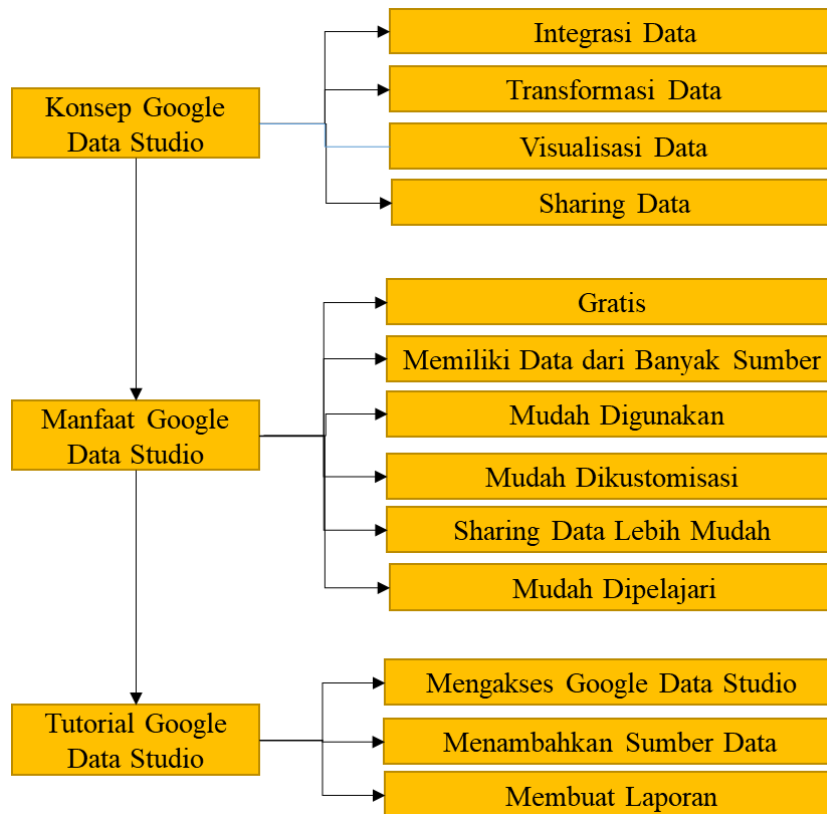 Konsep Google
Data Studio
Integrasi Data
Transformasi Data
Visualisasi Data
Sharing Data
Manfaat Google
Data Studio
Gratis
Memiliki Data dari Banyak Sumber
Mudah Digunakan
Mudah Dikustomisasi
Sharing Data Lebih Mudah
Mudah Dipelajari
Tutorial Google
Data Studio
Mengakses Google Data Studio
Menambahkan Sumber Data
Membuat Laporan